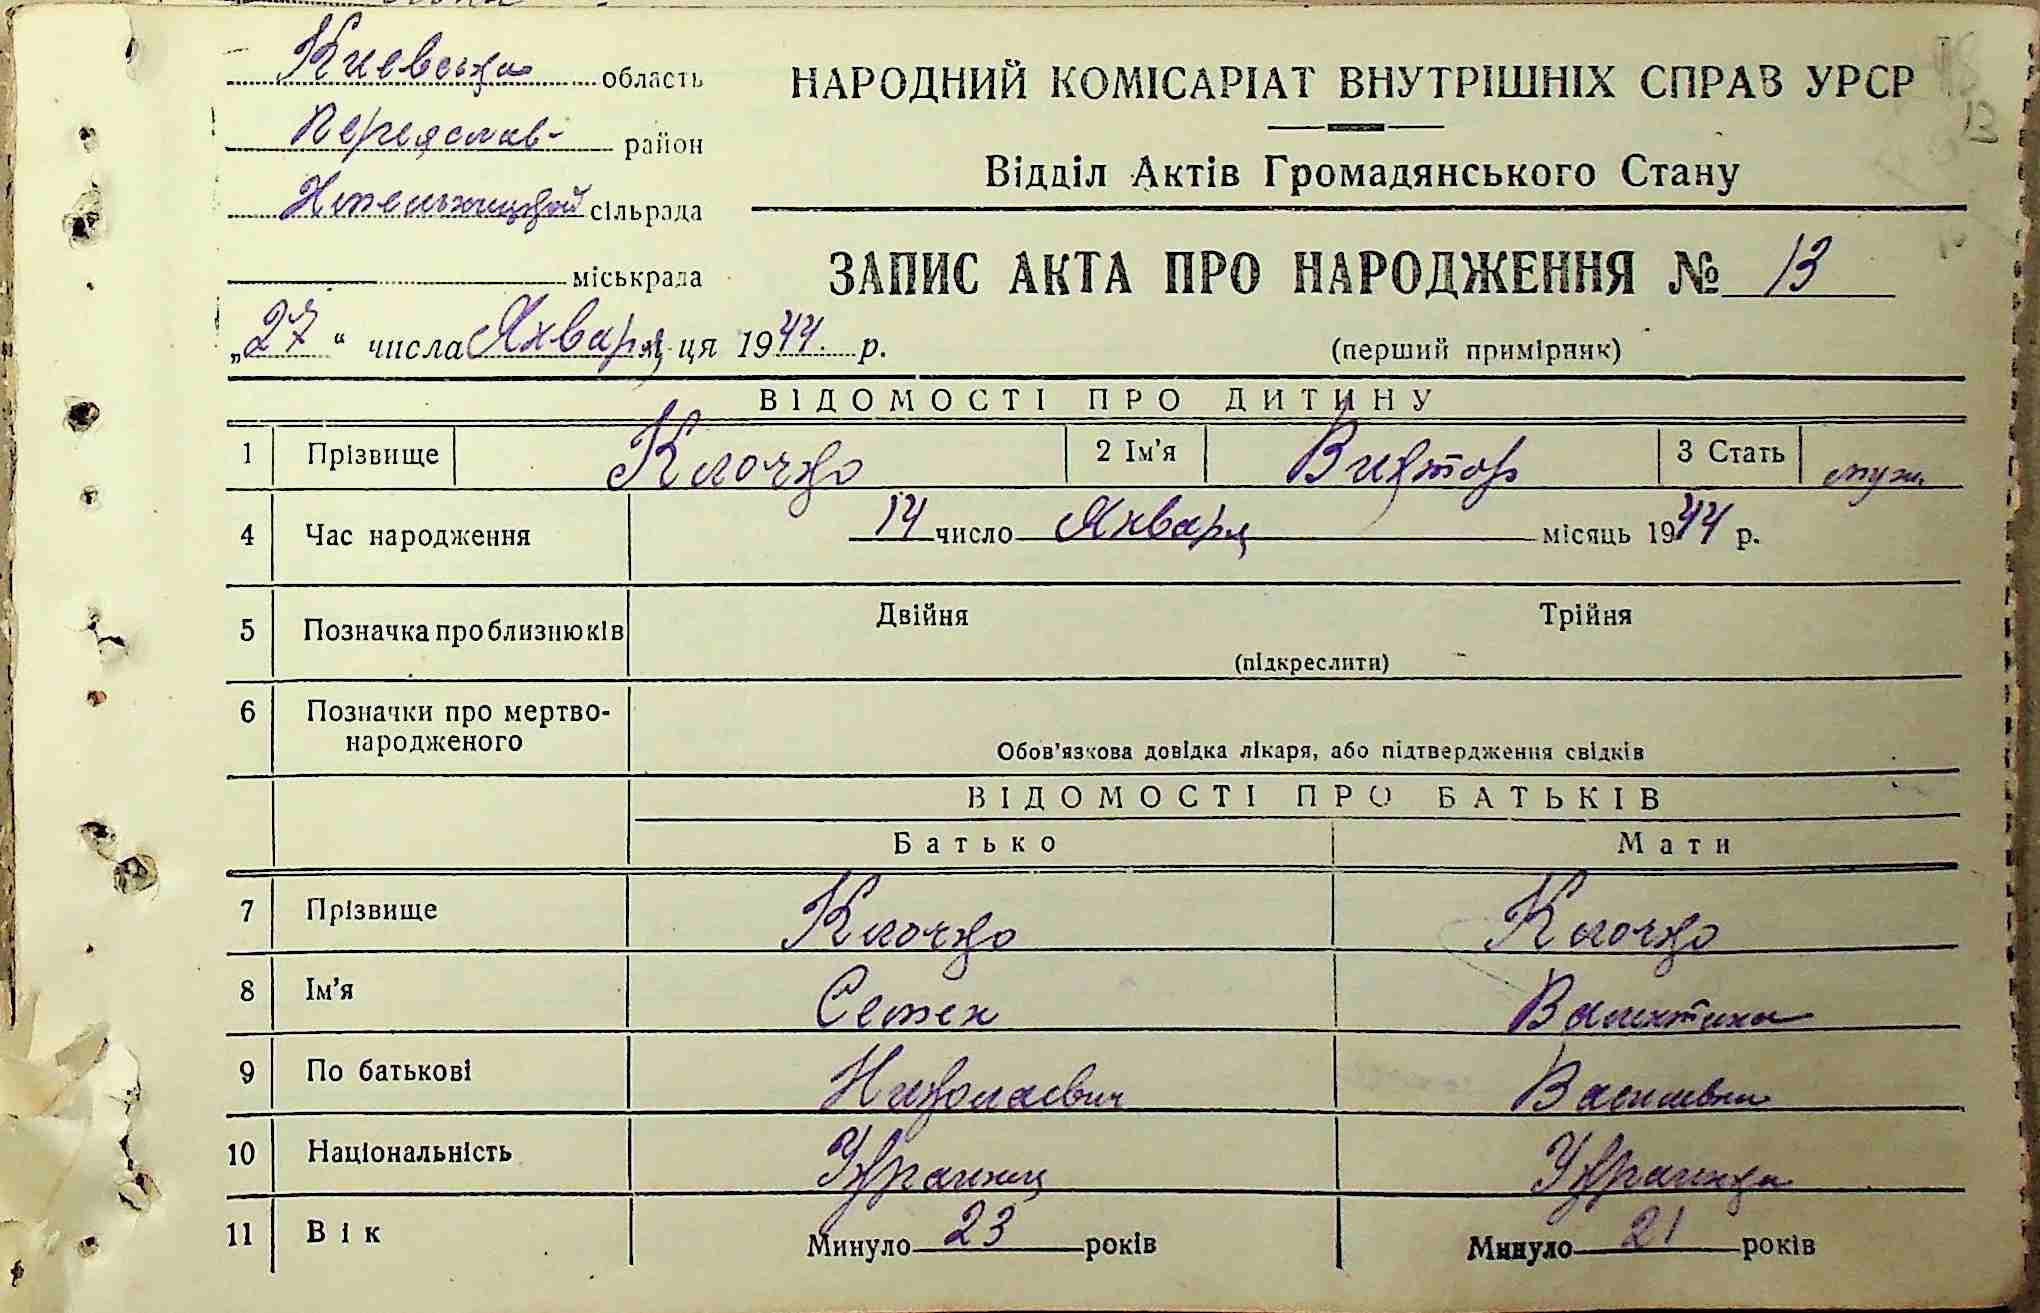 Киевская область
Переяслав- район
Хмельницкой сільрада
міськрада
„27“ числа Января ця 1944. р.
НАРОДНИЙ КОМІСАРІАТ ВНУТРІШНІХ СПРАВ УРСР
Відділ Актів Громадянського Стану
ЗАПИС АКТА ПРО НАРОДЖЕННЯ № 13
(перший примірник)
ВІДОМОСТІ ПРО ДИТИНУ
1 Прізвище Клочко 2 Ім'я Виктор 3 Стать муж.
4 Час народження 14 число Января місяць 1944 р.
5 Позначка про близнюків Двійня Трійня
(підкреслити)
6 Позначки про мертво-
народженого
Обов'язкова довідка лікаря, або підтвердження свідків
ВІДОМОСТІ ПРО БАТЬКІВ
Батько Мати
7 Прізвище Клочко Клочко
8 Ім'я Семен Валентина
9 По батькові Николаевич Васильевна
10 Національність Украинец Украинка
11 Вік Минуло 23 років Минуло 21 років